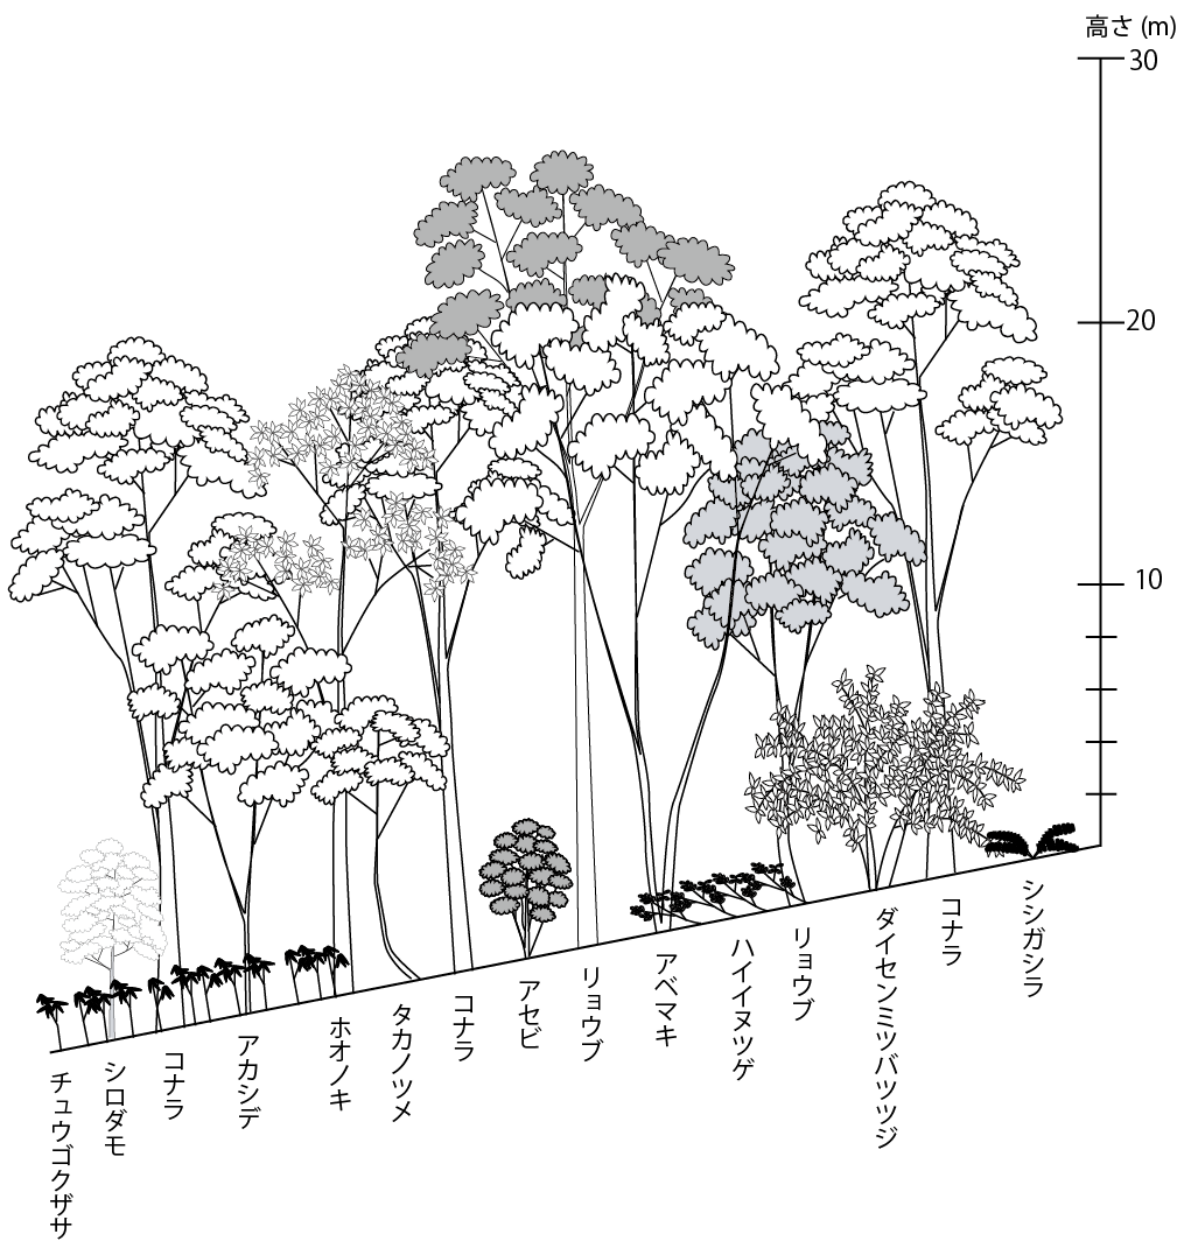 高さ (m)
30
20
10
チュウゴクザサ
シロダモ
コナラ
アカシデ
ホオノキ
タカノツメ
コナラ
アセビ
リョウブ
アベマキ
ハイイヌツゲ
リョウブ
ダイセンミツバツツジ
コナラ
シシガシラ